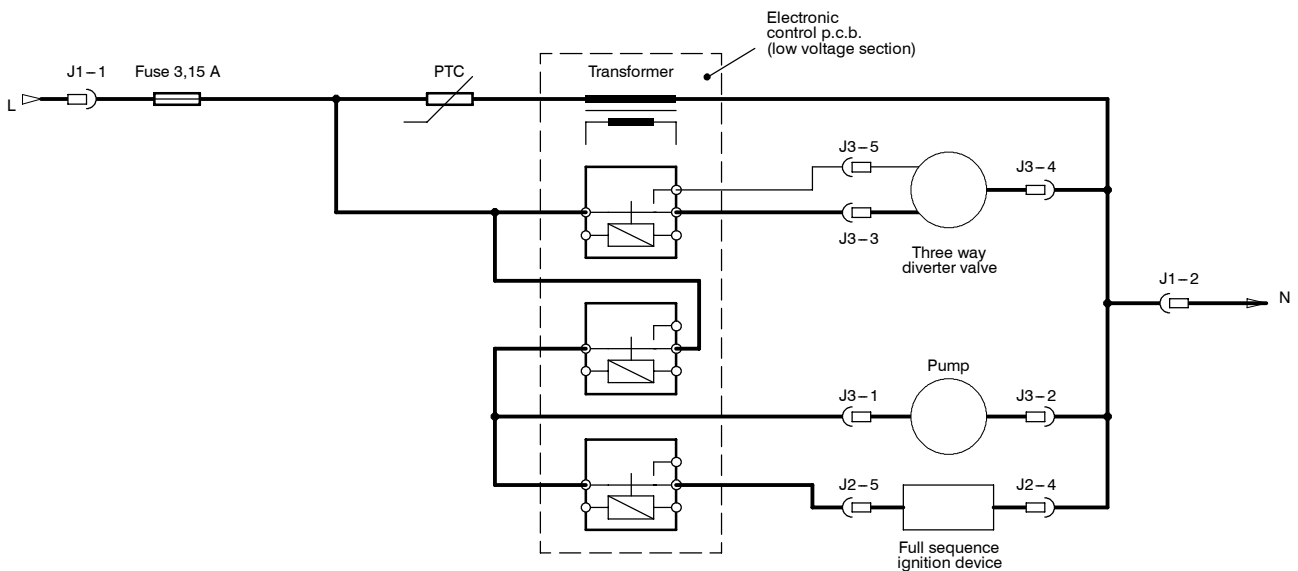 Electronic
control p.c.b.
(low voltage section)
J1–1
Fuse 3,15 A
PTC
Transformer
L
J3–5
J3–4
J3–3
Three way
diverter valve
J1–2
N
Pump
J3–1
J3–2
J2–5
J2–4
Full sequence
ignition device